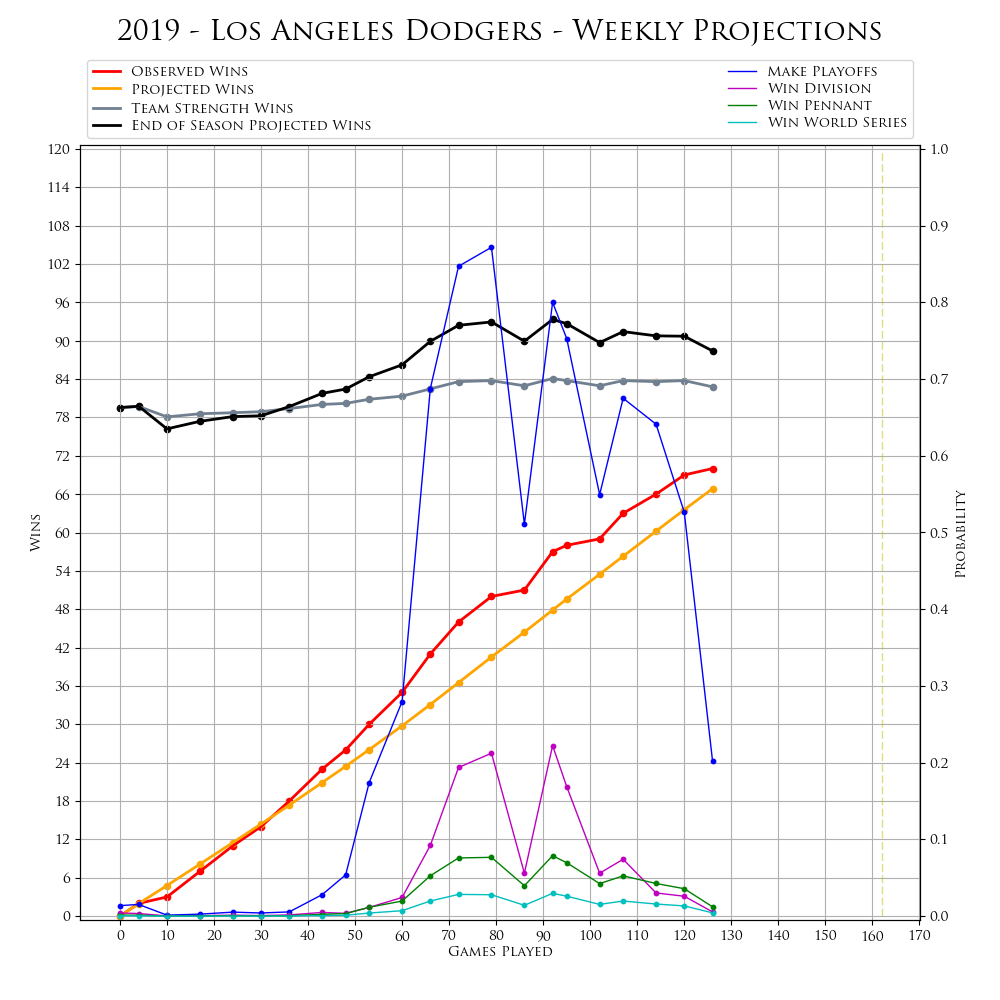 2019 - Los Angeles Dodgers - Weekly Projections
Observed Wins
Projected Wins
Team Strength Wins
End of Season Projected Wins
Make Playoffs
Win Division
Win Pennant
Win World Series
120
114
108
102
96
90
84
78
72
66
60
54
48
42
36
30
24
18
12
6
0
Wins
1.0
0.9
0.8
0.7
0.6
0.5
0.4
0.3
0.2
0.1
0.0
Probability
0 10 20 30 40 50 60 70 80 90 100 110 120 130 140 150 160 170
Games Played